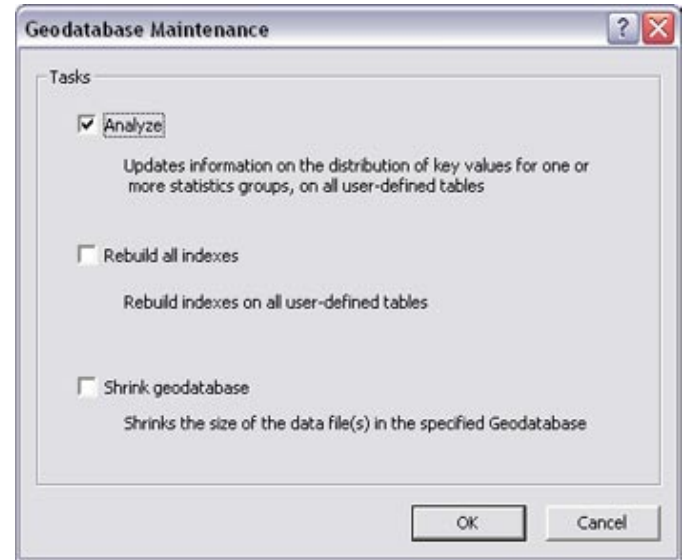 Geodatabase Maintenance
?
Tasks
Analyze
Updates information on the distribution of key values for one or
more statistics groups, on all user-defined tables
Rebuild all indexes
Rebuild indexes on all user-defined tables
Shrink geodatabase
Shrinks the size of the data file(s) in the specified Geodatabase
OK
Cancel